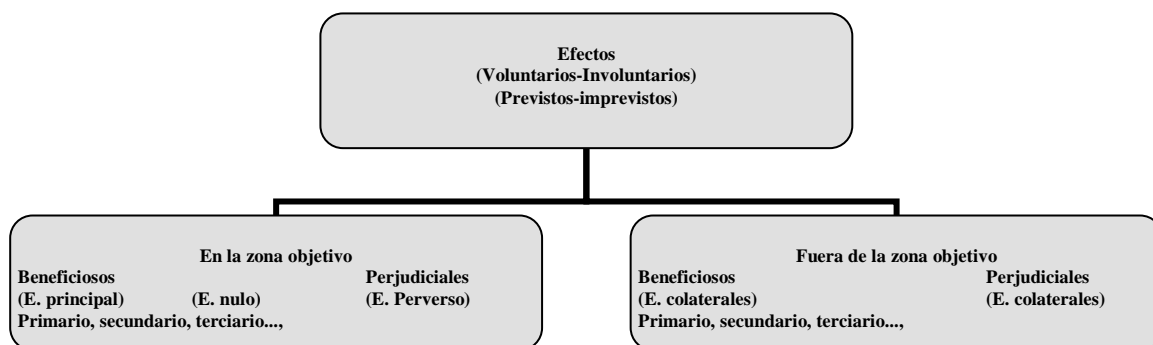 Efectos
(Voluntarios-Involuntarios)
(Previstos-imprevistos)
En la zona objetivo
Beneficiosos Perjudiciales
(E. principal) (E. nulo) (E. Perverso)
Primario, secundario, terciario...,
Fuera de la zona objetivo
Beneficiosos Perjudiciales
(E. colaterales) (E. colaterales)
Primario, secundario, terciario...,